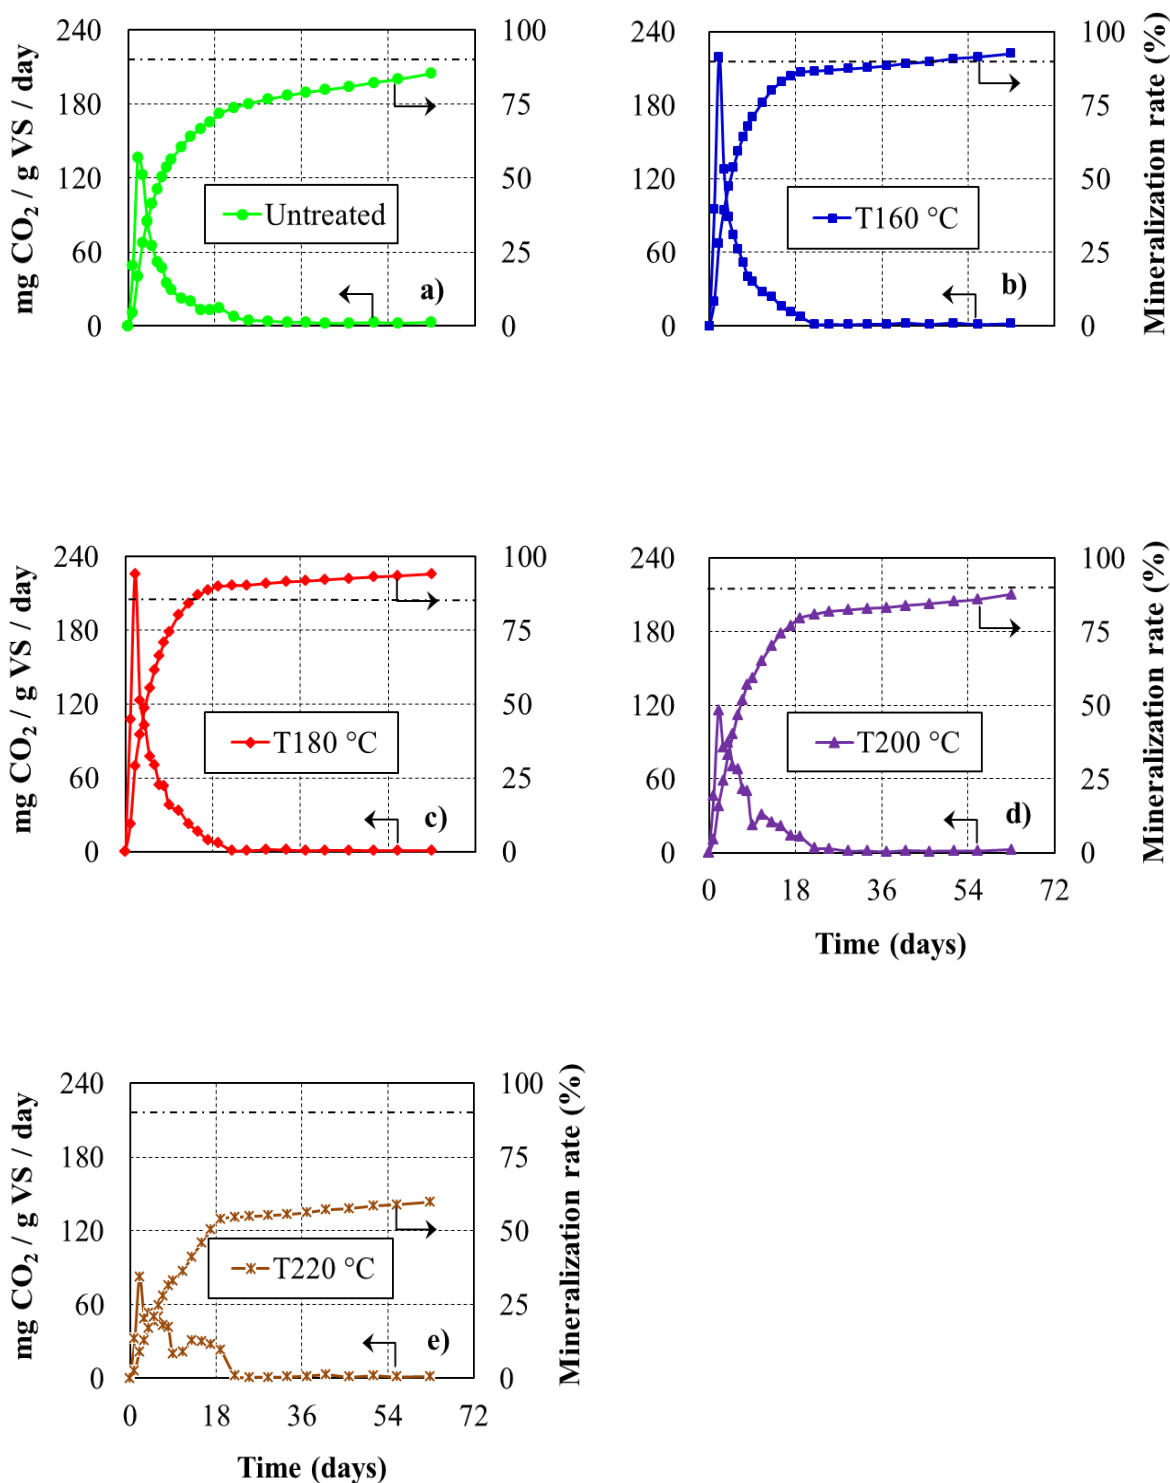 mg CO₂ / g VS / day
240
180
120
60
0
Untreated
a)
100
75
50
25
0
240
180
120
60
0
T160 °C
b)
100
75
50
25
0
Mineralization rate (%)
mg CO₂ / g VS / day
240
180
120
60
0
T180 °C
c)
100
75
50
25
0
240
180
120
60
0
T200 °C
d)
100
75
50
25
0
Mineralization rate (%)
0 18 36 54 72
Time (days)
mg CO₂ / g VS / day
240
180
120
60
0
T220 °C
e)
100
75
50
25
0
Mineralization rate (%)
0 18 36 54 72
Time (days)